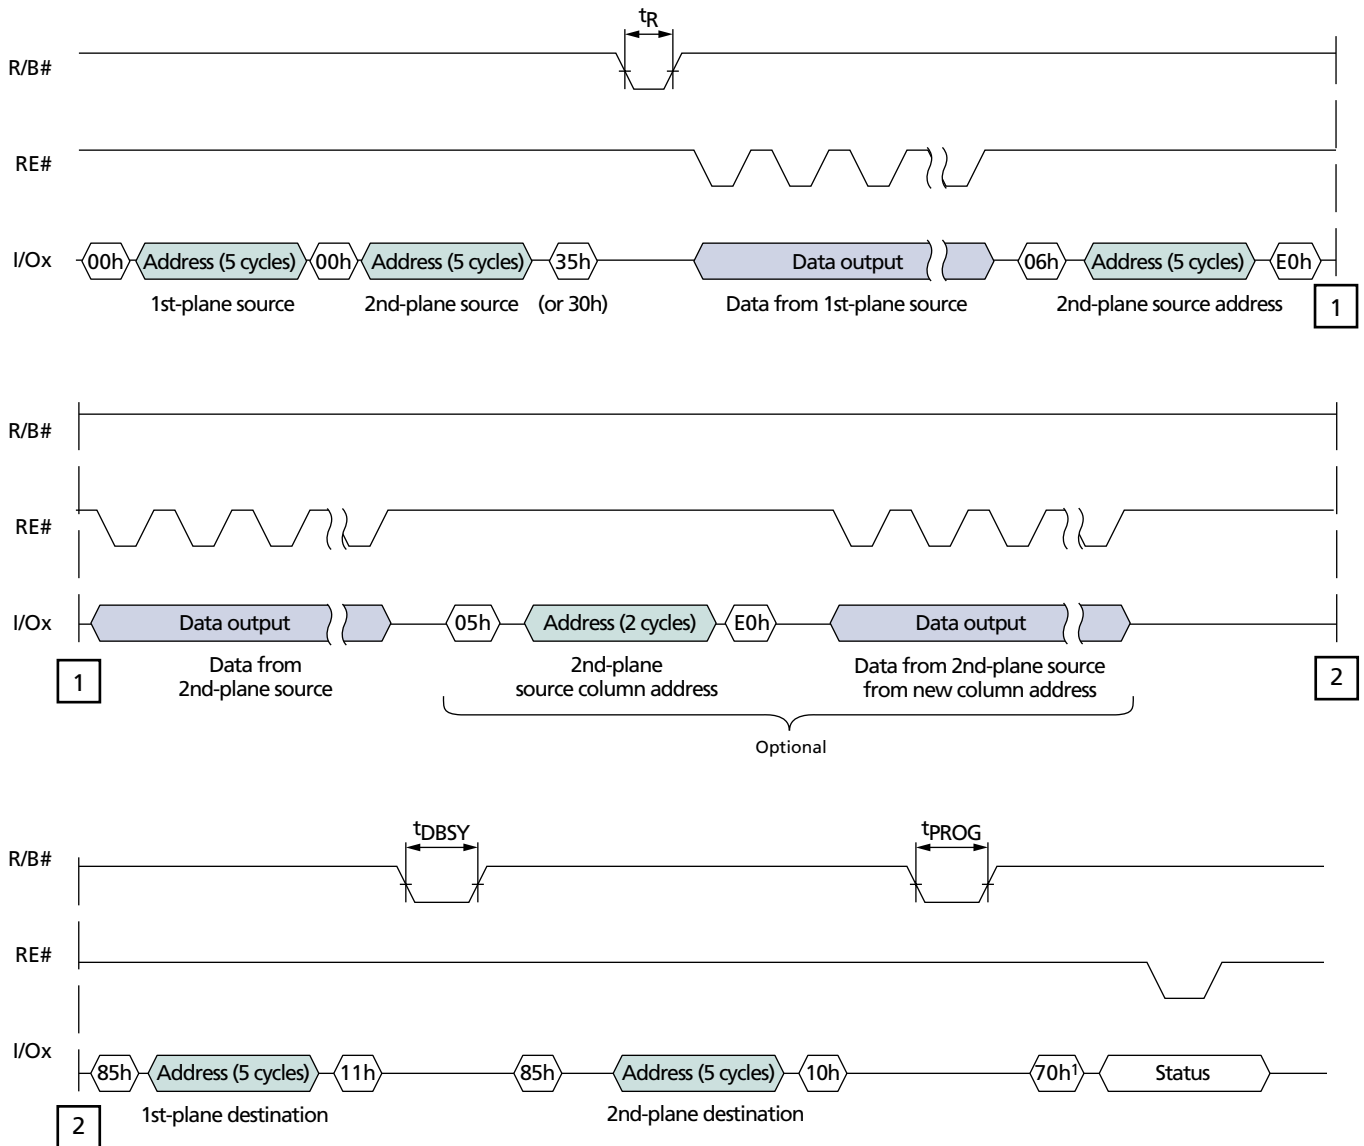 tR
R/B#
RE#
I/Ox 00h Address (5 cycles) 00h Address (5 cycles) 35h Data output 06h Address (5 cycles) E0h
1st-plane source 2nd-plane source (or 30h) Data from 1st-plane source 2nd-plane source address 1
R/B#
RE#
I/Ox Data output 05h Address (2 cycles) E0h Data output
1 Data from
2nd-plane source
2nd-plane
source column address
Data from 2nd-plane source
from new column address
2
Optional
tDBSY tPROG
R/B#
RE#
I/Ox 85h Address (5 cycles) 11h 85h Address (5 cycles) 10h 70h1 Status
2 1st-plane destination 2nd-plane destination